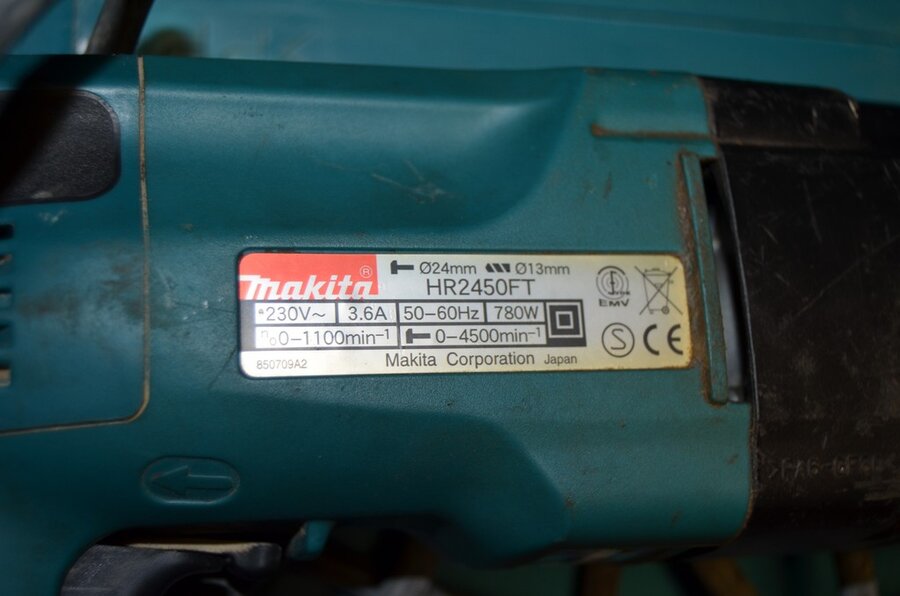 makita®
Ø24mm Ø13mm
HR2450FT
230V~ 3.6A 50-60Hz 780W
n₀0-1100min⁻¹ 0-4500min⁻¹
850709A2 Makita Corporation Japan
EMV
S CE